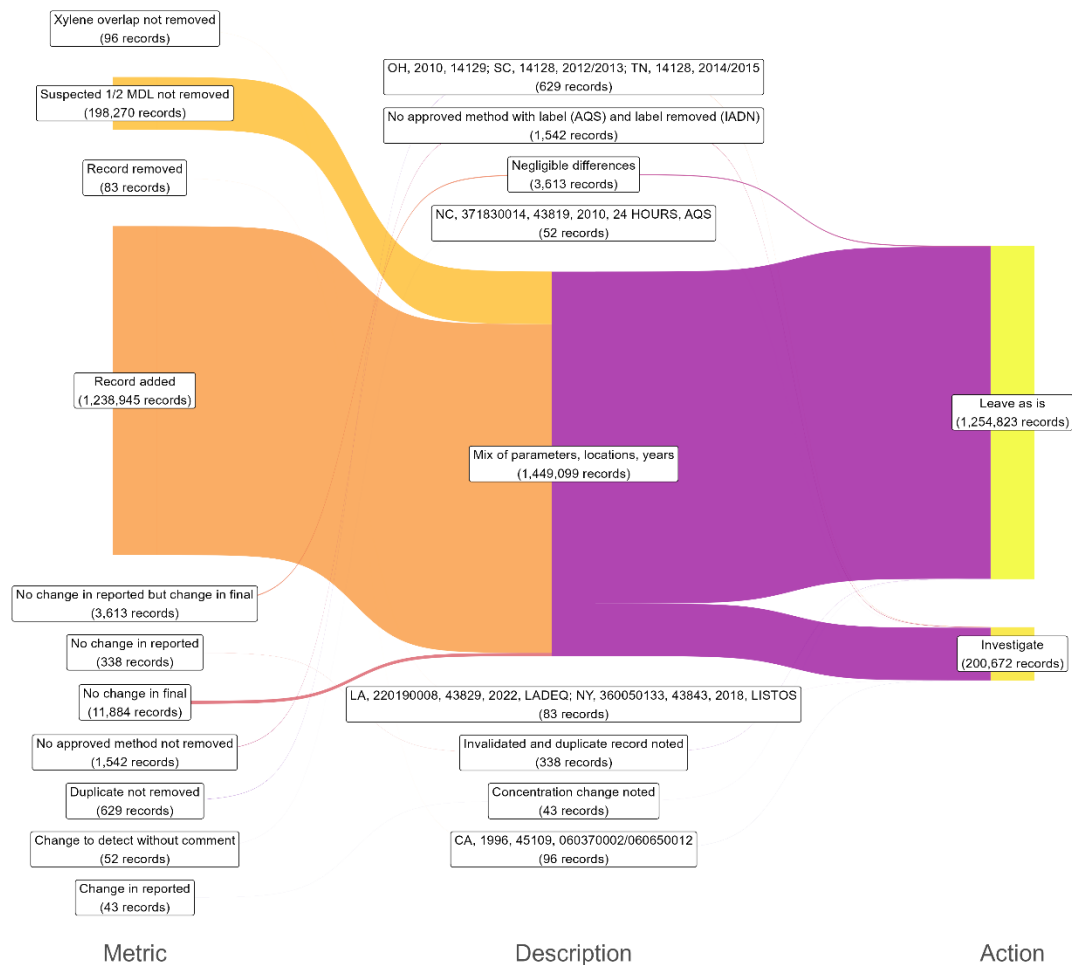 Xylene overlap not removed
(96 records)
Suspected 1/2 MDL not removed
(198,270 records)
Record removed
(83 records)
Record added
(1,238,945 records)
No change in reported but change in final
(3,613 records)
No change in reported
(338 records)
No change in final
(11,884 records)
No approved method not removed
(1,542 records)
Duplicate not removed
(629 records)
Change to detect without comment
(52 records)
Change in reported
(43 records)
OH, 2010, 14129; SC, 14128, 2012/2013; TN, 14128, 2014/2015
(629 records)
No approved method with label (AQS) and label removed (IADN)
(1,542 records)
Negligible differences
(3,613 records)
NC, 371830014, 43819, 2010, 24 HOURS, AQS
(52 records)
Mix of parameters, locations, years
(1,449,099 records)
LA, 220190008, 43829, 2022, LADEQ; NY, 360050133, 43843, 2018, LISTOS
(83 records)
Invalidated and duplicate record noted
(338 records)
Concentration change noted
(43 records)
CA, 1996, 45109, 060370002/060650012
(96 records)
Leave as is
(1,254,823 records)
Investigate
(200,672 records)
Metric
Description
Action